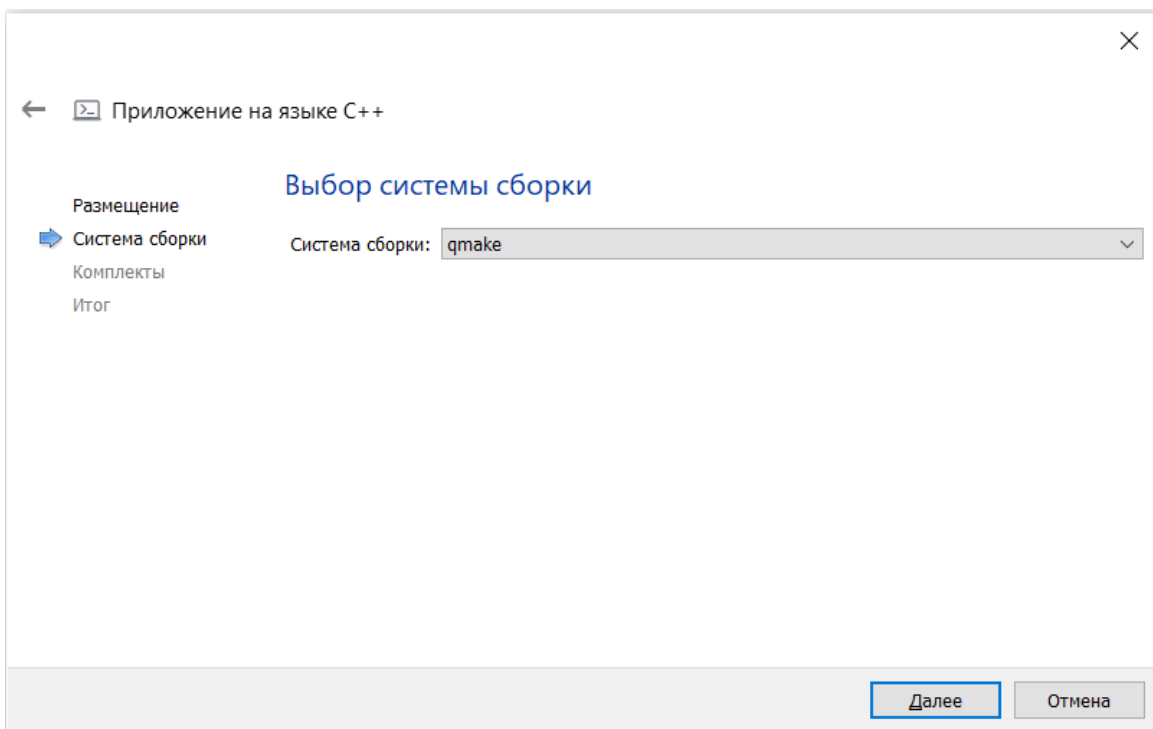 Приложение на языке C++
Выбор системы сборки
Размещение
Система сборки
Комплекты
Итог
Система сборки: qmake
Далее
Отмена